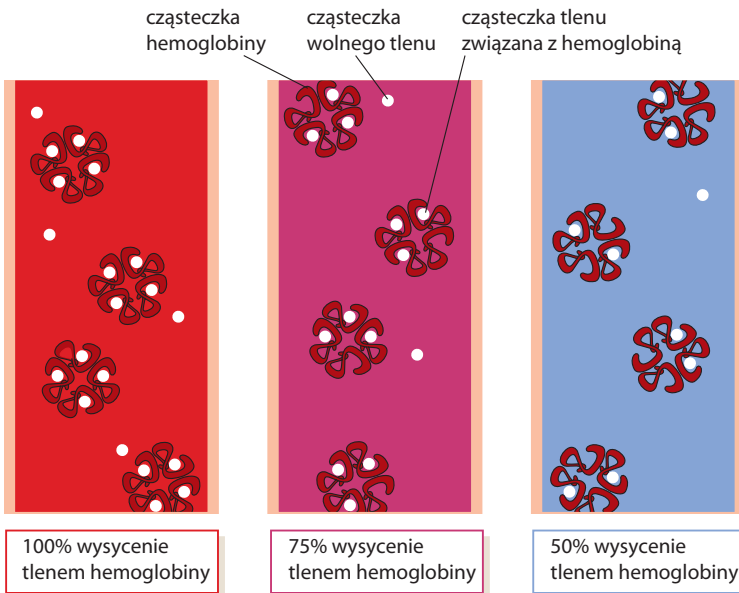 cząsteczka
hemoglobiny
cząsteczka
wolnego tlenu
cząsteczka tlenu
związana z hemoglobiną
100% wysycenie
tlenem hemoglobiny
75% wysycenie
tlenem hemoglobiny
50% wysycenie
tlenem hemoglobiny